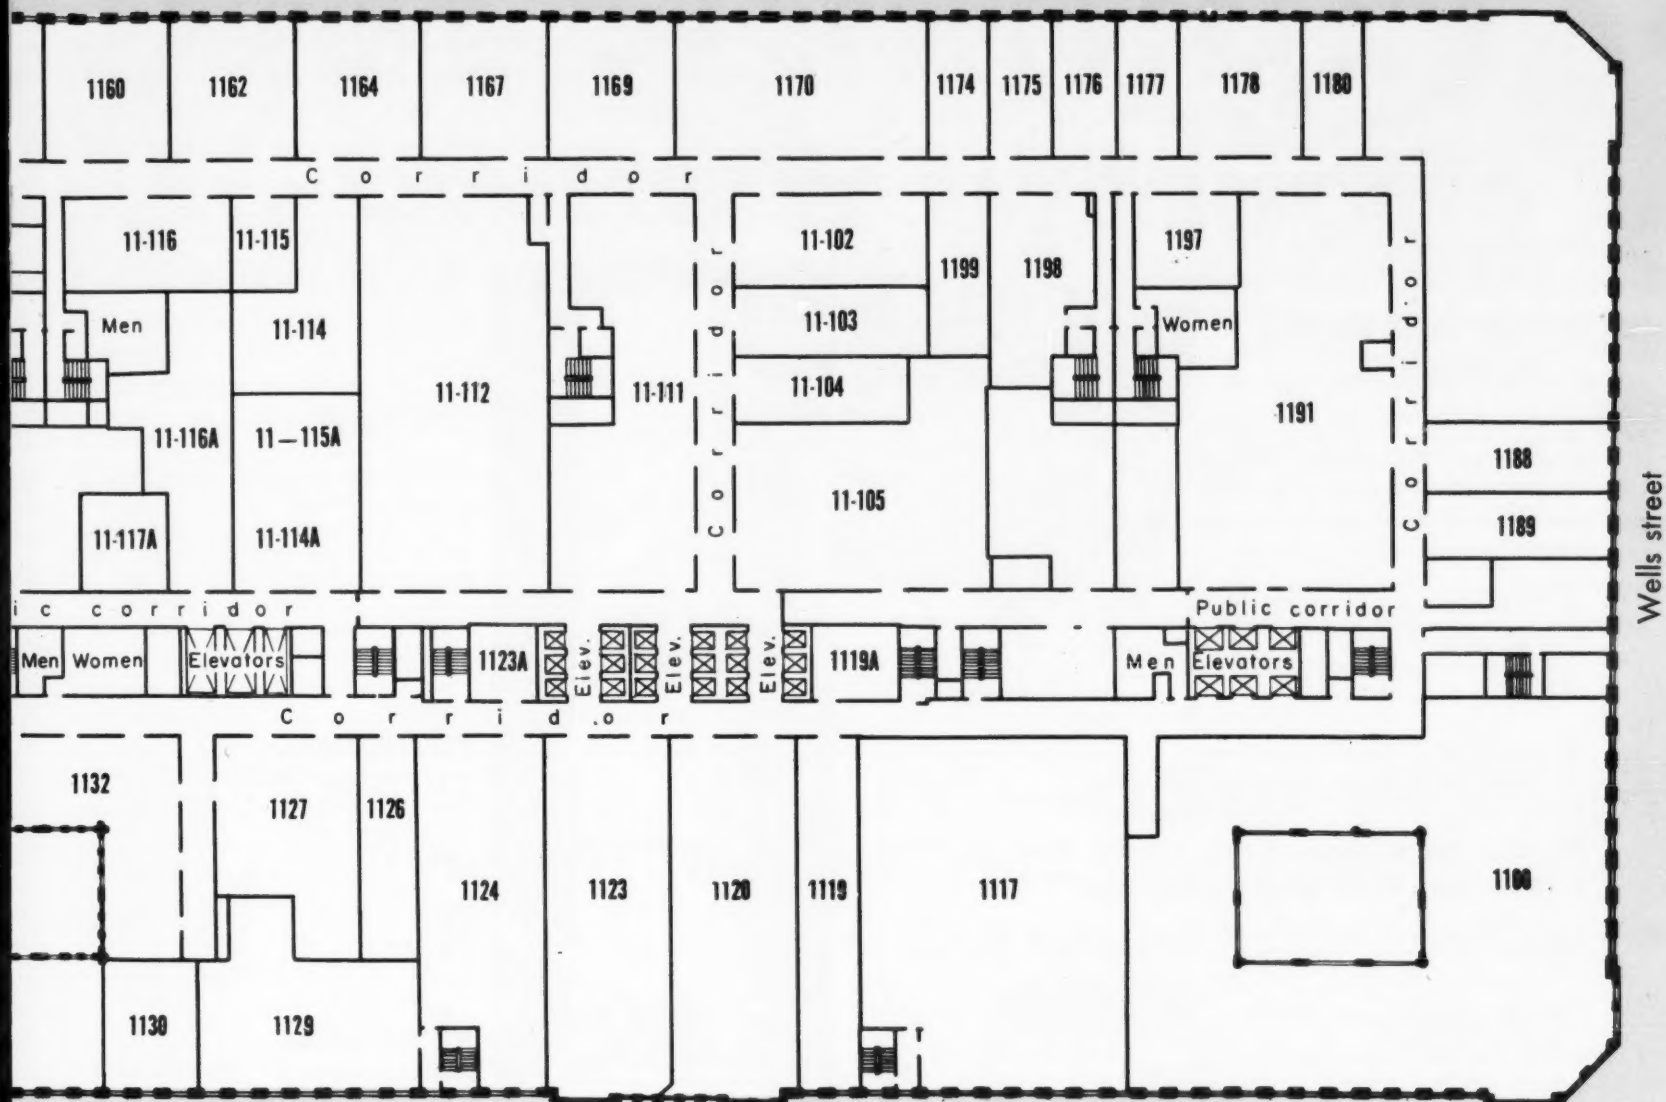 1160 1162 1164 1167 1169 1170 1174 1175 1176 1177 1178 1180
Corridor
11-116 11-115 11-102 1199 1198 1197
Men 11-114 11-103 Women
11-112 11-111 11-104 1191
Corridor
Corridor
11-116A 11—115A 1188
11-105
11-117A 11-114A 1189
Wells street
ic corridor Public corridor
Men Women Elevators 1123A Elev. Elev. Elev. 1119A Men Elevators
Corridor
1132 1127 1126
1124 1123 1120 1119 1117 1100
1130 1129